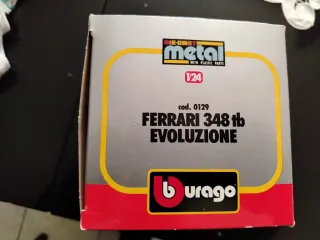 DIE-CAST
metal
WITH PLASTIC PARTS
1/24
cod. 0129
FERRARI 348 tb
EVOLUZIONE
burago